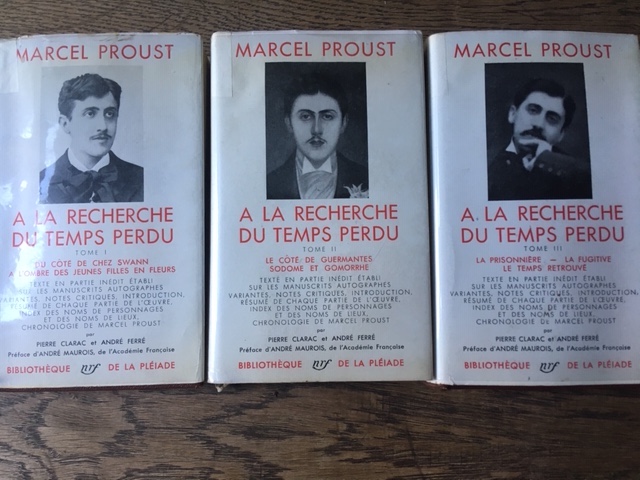 MARCEL PROUST
A LA RECHERCHE
DU TEMPS PERDU
TOME I
DU CÔTÉ DE CHEZ SWANN
A L'OMBRE DES JEUNES FILLES EN FLEURS
TEXTE EN PARTIE INÉDIT ÉTABLI
SUR LES MANUSCRITS AUTOGRAPHES
VARIANTES, NOTES CRITIQUES, INTRODUCTION,
RÉSUMÉ DE CHAQUE PARTIE DE L'ŒUVRE,
INDEX DES NOMS DE PERSONNAGES
ET DES NOMS DE LIEUX,
CHRONOLOGIE DE MARCEL PROUST
par
PIERRE CLARAC et ANDRÉ FERRÉ
Préface d'ANDRÉ MAUROIS, de l'Académie Française
BIBLIOTHÈQUE nrf DE LA PLÉIADE
MARCEL PROUST
A LA RECHERCHE
DU TEMPS PERDU
TOME II
LE CÔTÉ DE GUERMANTES
SODOME ET GOMORRHE
TEXTE EN PARTIE INÉDIT ÉTABLI
SUR LES MANUSCRITS AUTOGRAPHES
VARIANTES, NOTES CRITIQUES, INTRODUCTION,
RÉSUMÉ DE CHAQUE PARTIE DE L'ŒUVRE,
INDEX DES NOMS DE PERSONNAGES
ET DES NOMS DE LIEUX,
CHRONOLOGIE DE MARCEL PROUST
par
PIERRE CLARAC et ANDRÉ FERRÉ
Préface d'ANDRÉ MAUROIS, de l'Académie Française
BIBLIOTHÈQUE nrf DE LA PLÉIADE
MARCEL PROUST
A LA RECHERCHE
DU TEMPS PERDU
TOME III
LA PRISONNIÈRE — LA FUGITIVE
LE TEMPS RETROUVÉ
TEXTE EN PARTIE INÉDIT ÉTABLI
SUR LES MANUSCRITS AUTOGRAPHES
VARIANTES, NOTES CRITIQUES, INTRODUCTION,
RÉSUMÉ DE CHAQUE PARTIE DE L'ŒUVRE,
INDEX DES NOMS DE PERSONNAGES
ET DES NOMS DE LIEUX,
CHRONOLOGIE DE MARCEL PROUST
par
PIERRE CLARAC et ANDRÉ FERRÉ
Préface d'ANDRÉ MAUROIS, de l'Académie Française
BIBLIOTHÈQUE nrf DE LA PLÉIADE